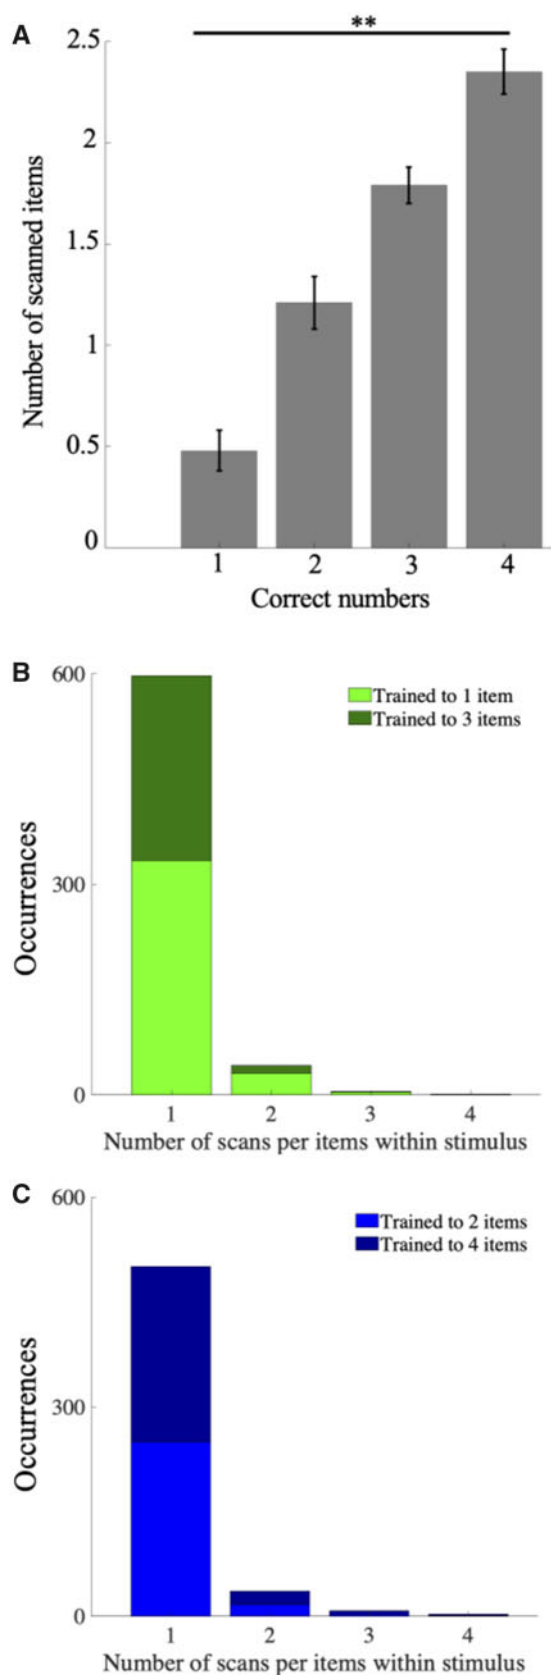 A
**
2.5
2
1.5
1
0.5
0
Number of scanned items
1 2 3 4
Correct numbers
B
600
300
0
Occurrences
Trained to 1 item
Trained to 3 items
1 2 3 4
Number of scans per items within stimulus
C
600
300
0
Occurrences
Trained to 2 items
Trained to 4 items
1 2 3 4
Number of scans per items within stimulus